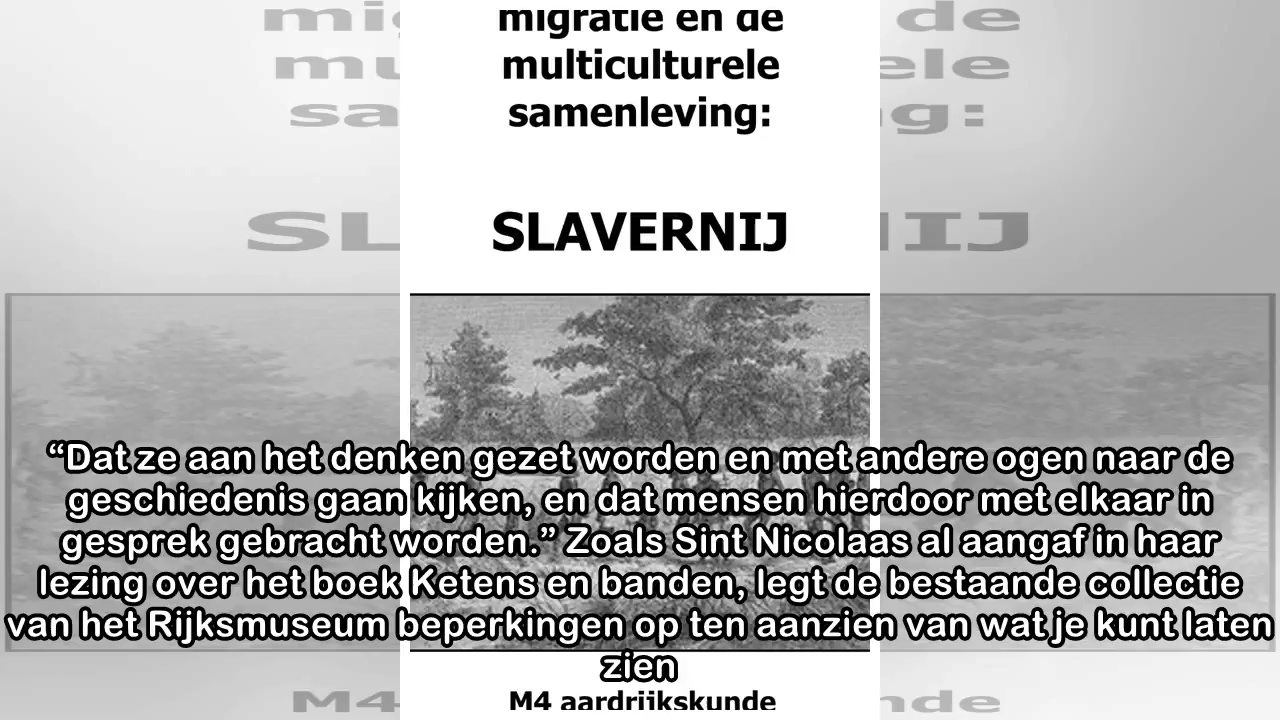 migratie en de
multiculturele
samenleving:
SLAVERNIJ
“Dat ze aan het denken gezet worden en met andere ogen naar de
geschiedenis gaan kijken, en dat mensen hierdoor met elkaar in
gesprek gebracht worden.” Zoals Sint Nicolaas al aangaf in haar
lezing over het boek Ketens en banden, legt de bestaande collectie
van het Rijksmuseum beperkingen op ten aanzien van wat je kunt laten
zien
M4 aardrijkskunde